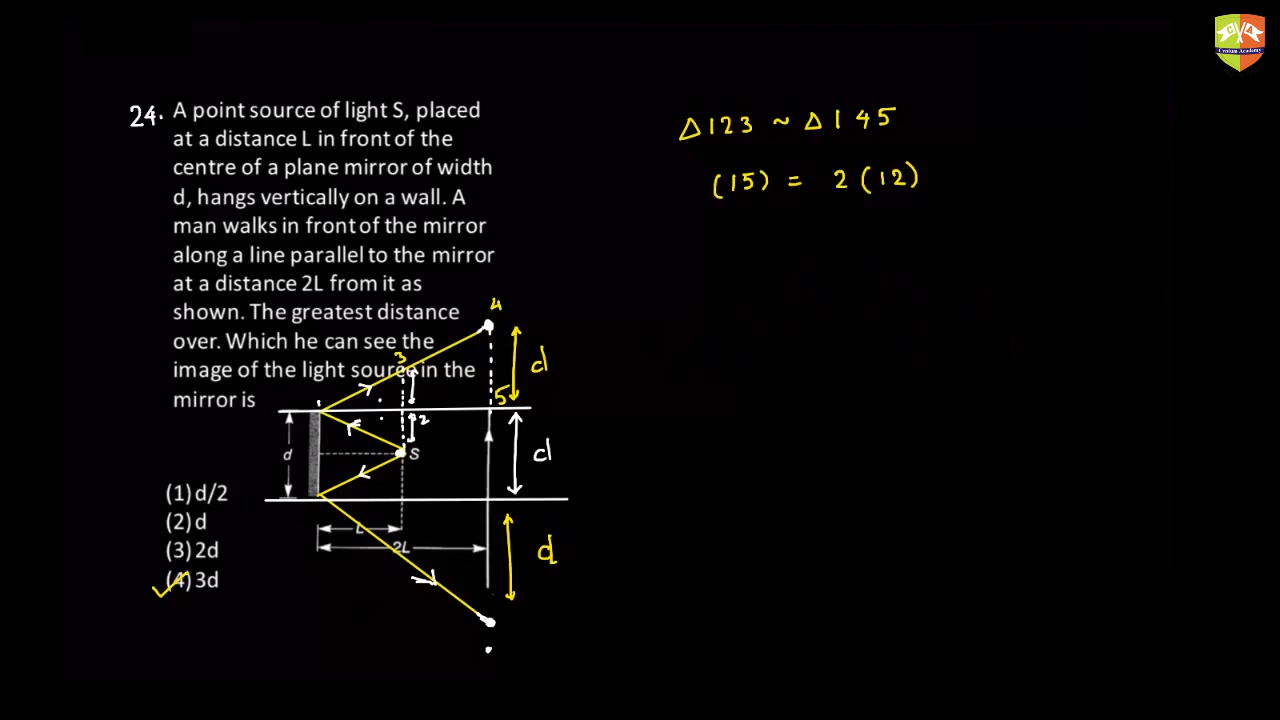 Centum Academy
24. A point source of light S, placed
at a distance L in front of the
centre of a plane mirror of width
d, hangs vertically on a wall. A
man walks in front of the mirror
along a line parallel to the mirror
at a distance 2L from it as
shown. The greatest distance
over. Which he can see the
image of the light source in the
mirror is
(1) d/2
(2) d
(3) 2d
(4) 3d
Δ123 ~ Δ145
(15) = 2 (12)
4
3
d
5
1
2
d
S
d
L
2L
d